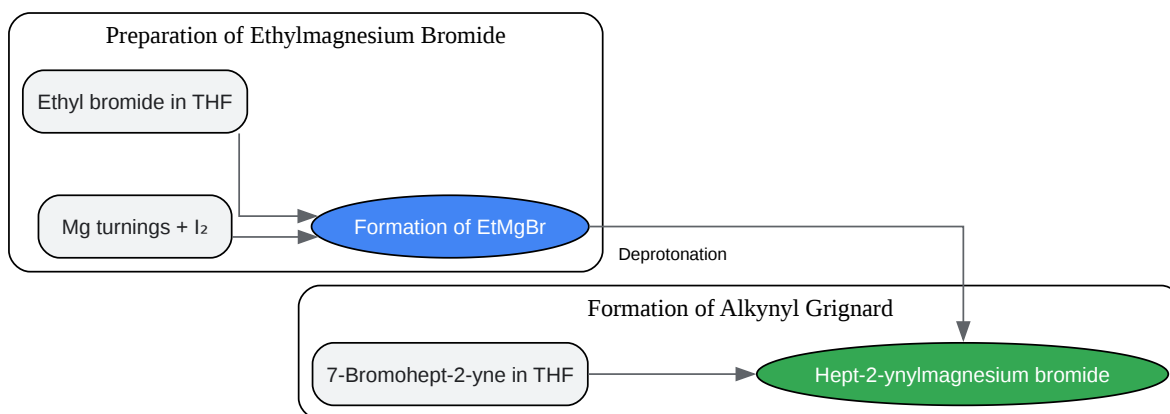 Preparation of Ethylmagnesium Bromide
Ethyl bromide in THF
Mg turnings + I₂
Formation of EtMgBr
Deprotonation
Formation of Alkynyl Grignard
7-Bromohept-2-yne in THF
Hept-2-ynylmagnesium bromide